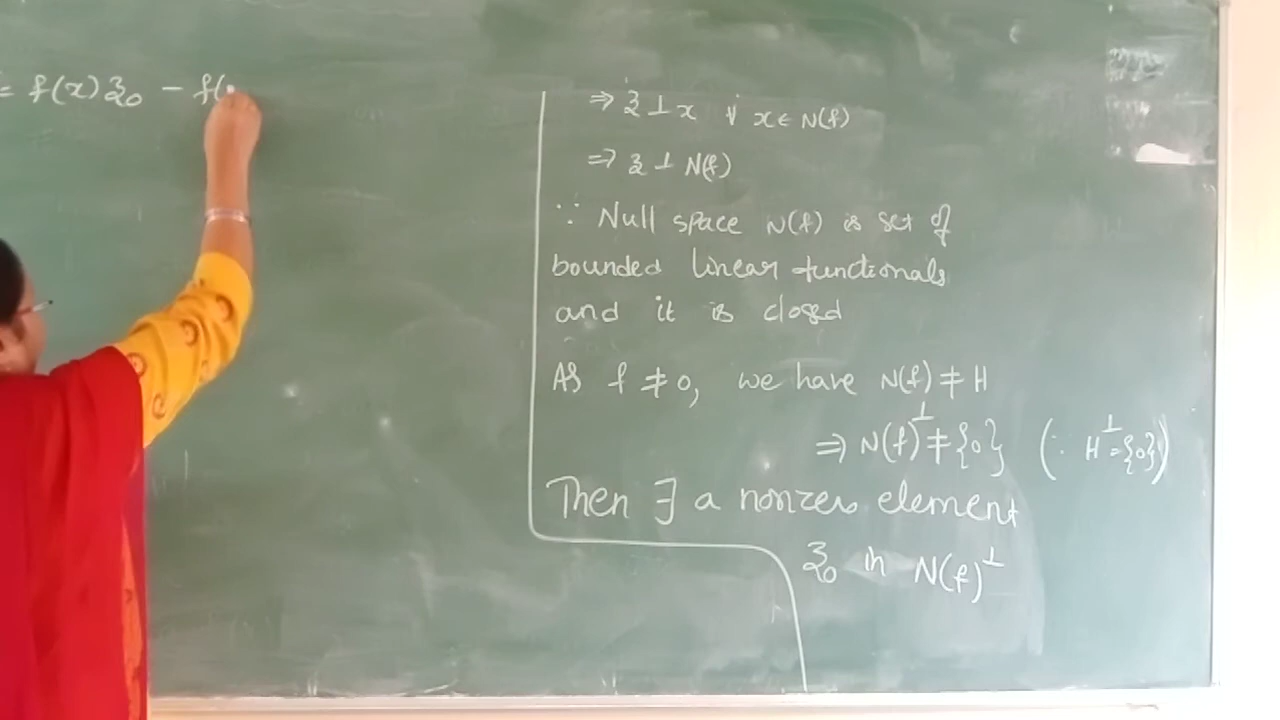 = f(x)z₀ - f(
⇒ z ⊥ x ∀ x ∈ N(f)
⇒ z ⊥ N(f)
∵ Null space N(f) is set of
bounded linear functionals
and it is closed
As f ≠ 0, we have N(f) ≠ H
⇒ N(f)^⊥ ≠ {0} (∵ H^⊥ = {0})
Then ∃ a nonzero element
z₀ in N(f)^⊥